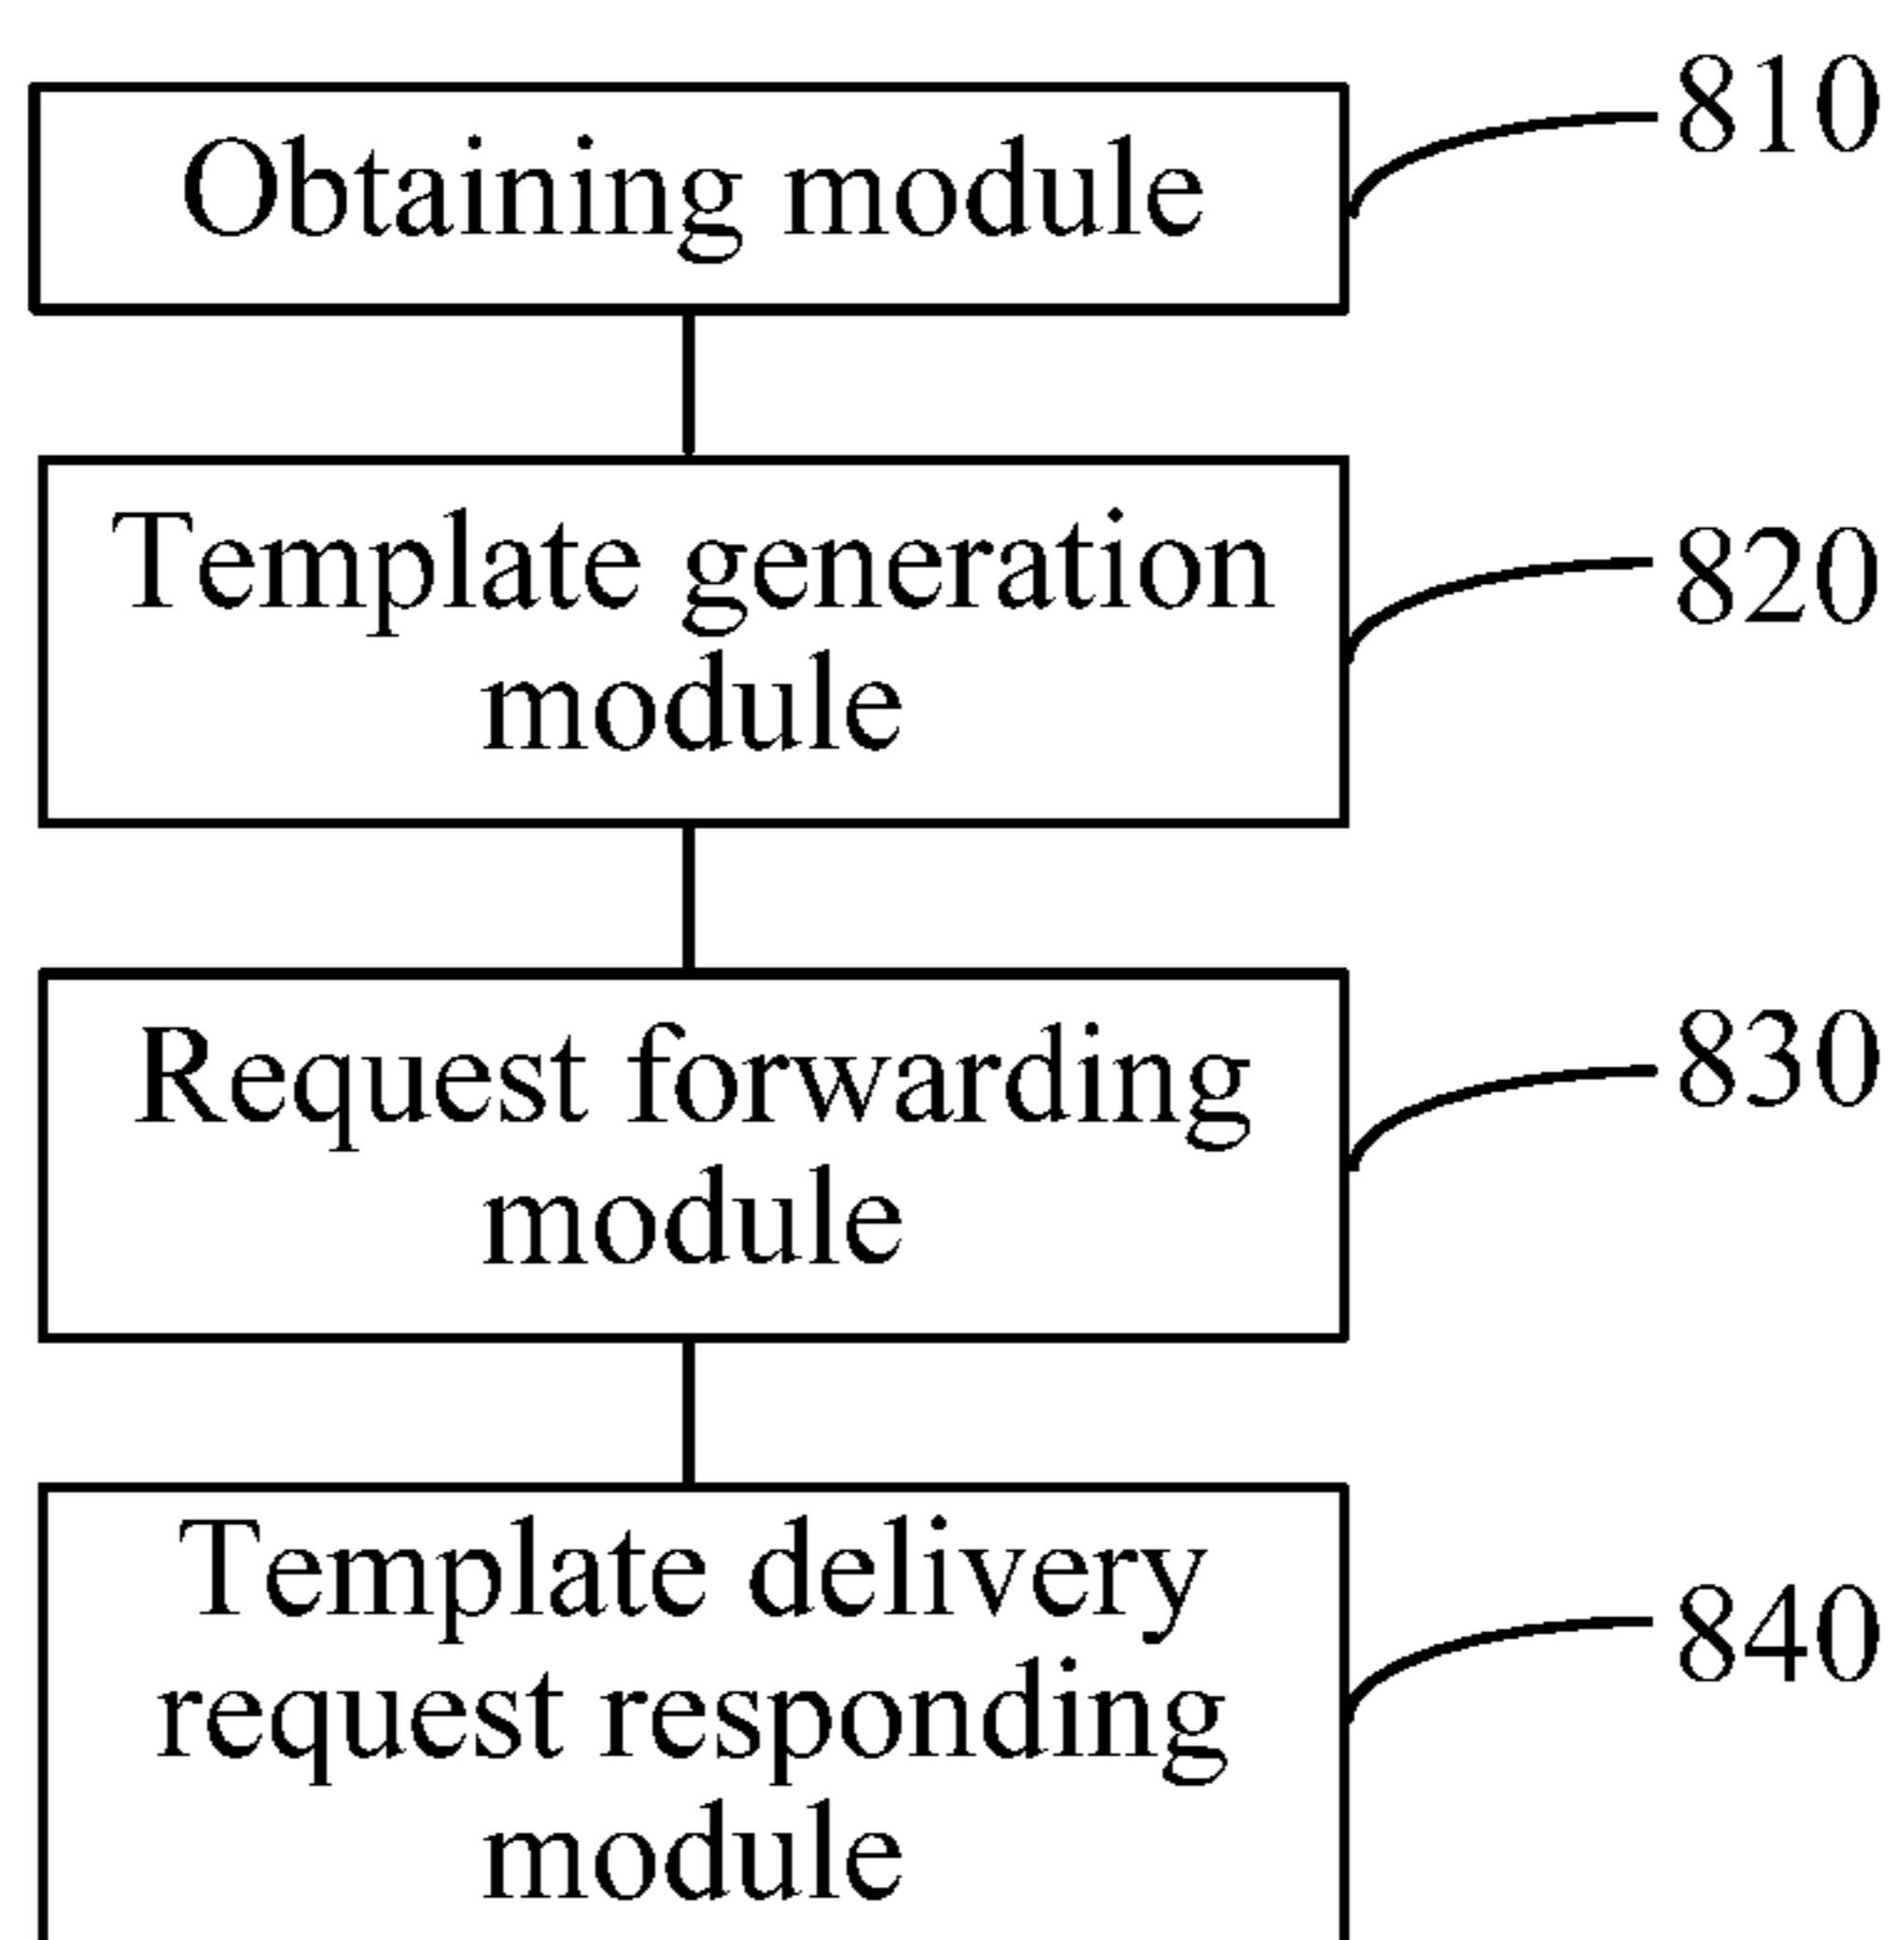 Obtaining module
810
Template generation
module
820
Request forwarding
module
830
Template delivery
request responding
module
840